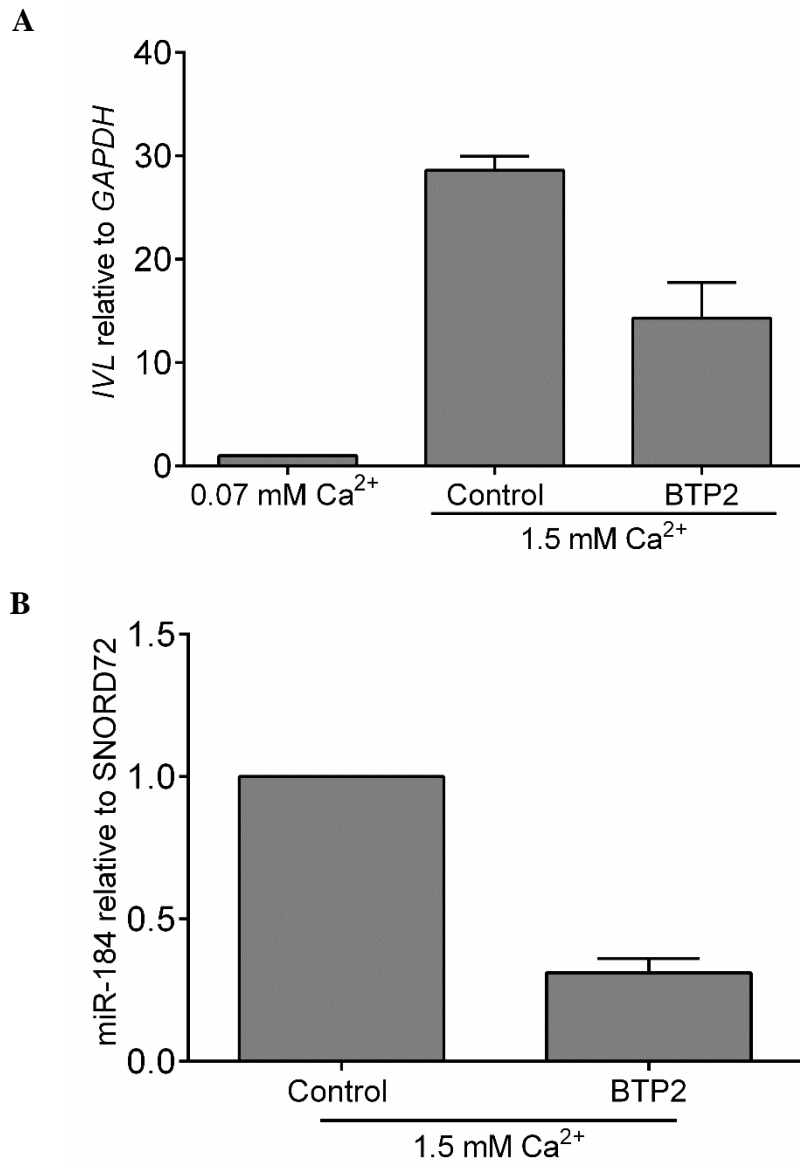 A
IVL relative to GAPDH
40
30
20
10
0
0.07 mM Ca²⁺
Control
BTP2
1.5 mM Ca²⁺
B
miR-184 relative to SNORD72
1.5
1.0
0.5
0.0
Control
BTP2
1.5 mM Ca²⁺